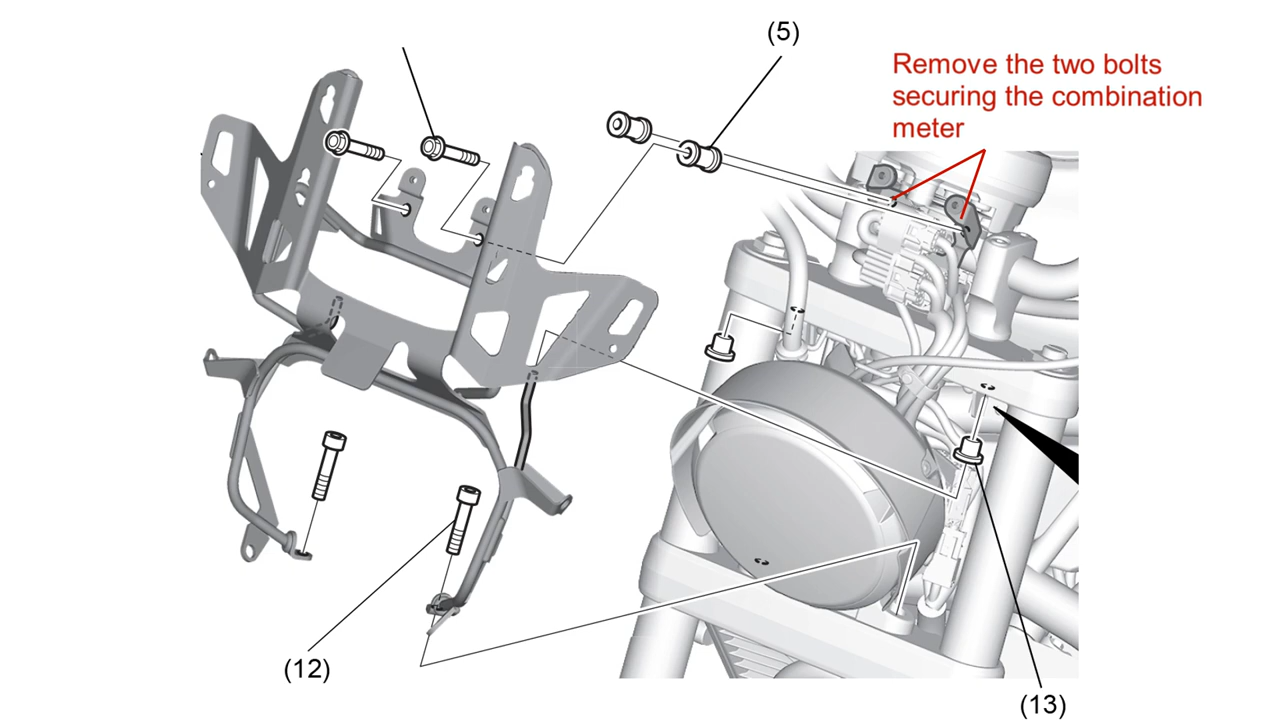 (5)
Remove the two bolts
securing the combination
meter
(12)
(13)